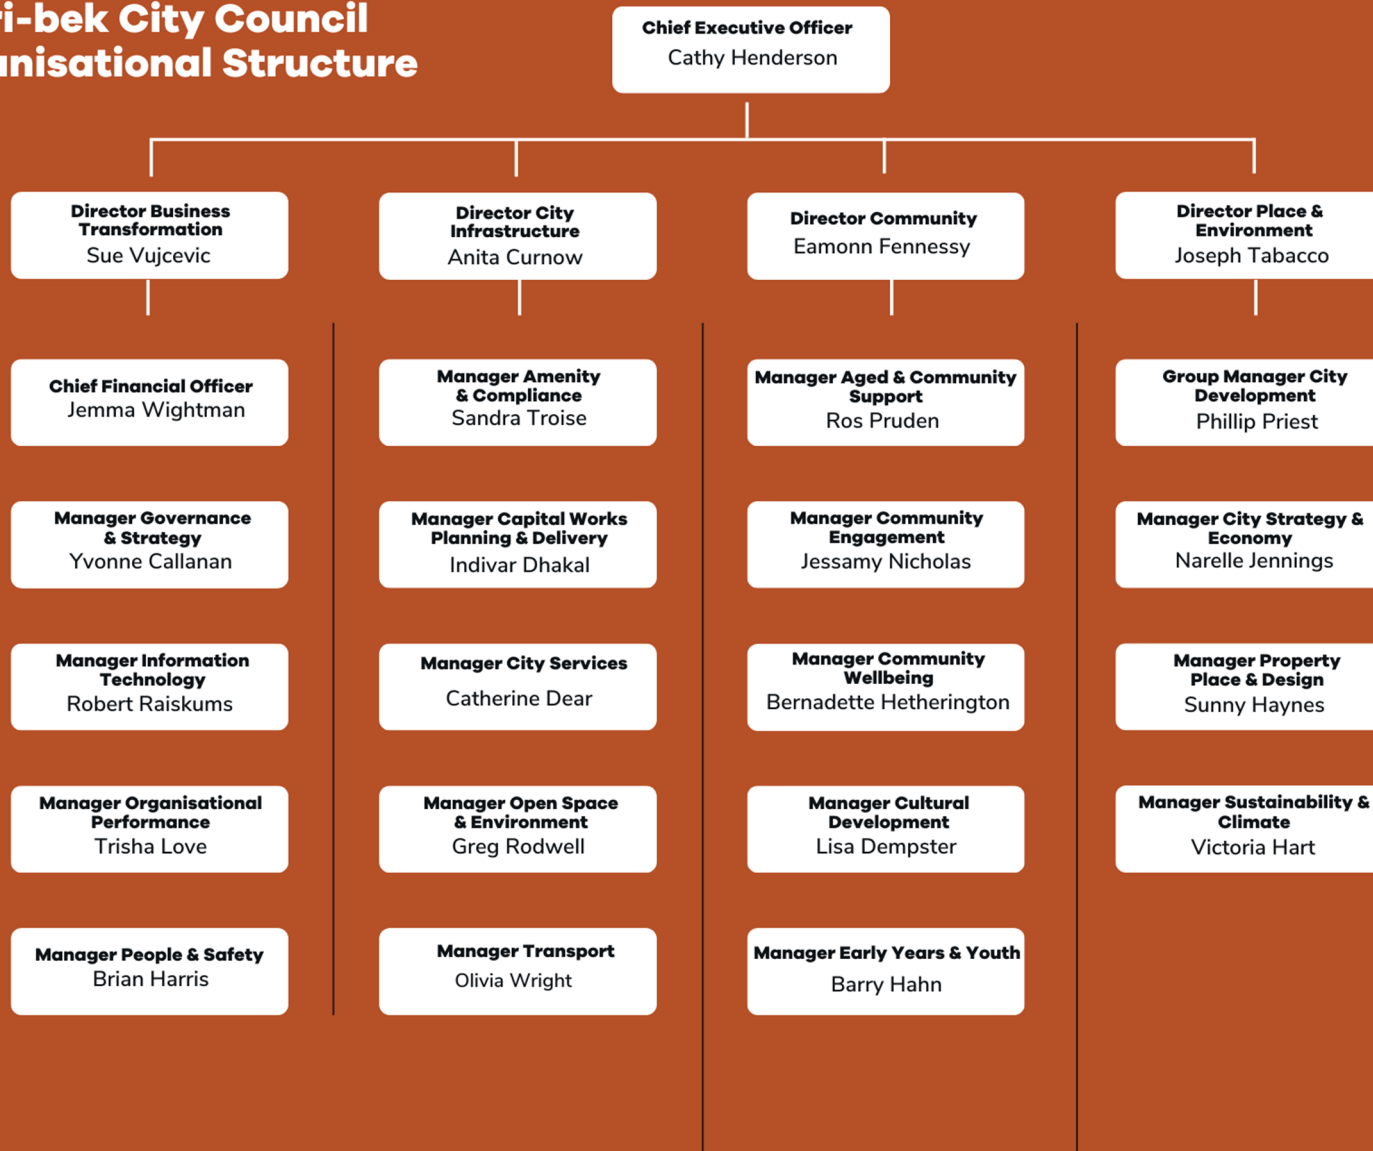 ri-bek City Council
anisational Structure
Chief Executive Officer
Cathy Henderson
Director Business
Transformation
Sue Vujcevic
Director City
Infrastructure
Anita Curnow
Director Community
Eamonn Fennessy
Director Place &
Environment
Joseph Tabacco
Chief Financial Officer
Jemma Wightman
Manager Governance
& Strategy
Yvonne Callanan
Manager Information
Technology
Robert Raiskums
Manager Organisational
Performance
Trisha Love
Manager People & Safety
Brian Harris
Manager Amenity
& Compliance
Sandra Troise
Manager Capital Works
Planning & Delivery
Indivar Dhakal
Manager City Services
Catherine Dear
Manager Open Space
& Environment
Greg Rodwell
Manager Transport
Olivia Wright
Manager Aged & Community
Support
Ros Pruden
Manager Community
Engagement
Jessamy Nicholas
Manager Community
Wellbeing
Bernadette Hetherington
Manager Cultural
Development
Lisa Dempster
Manager Early Years & Youth
Barry Hahn
Group Manager City
Development
Phillip Priest
Manager City Strategy &
Economy
Narelle Jennings
Manager Property
Place & Design
Sunny Haynes
Manager Sustainability &
Climate
Victoria Hart